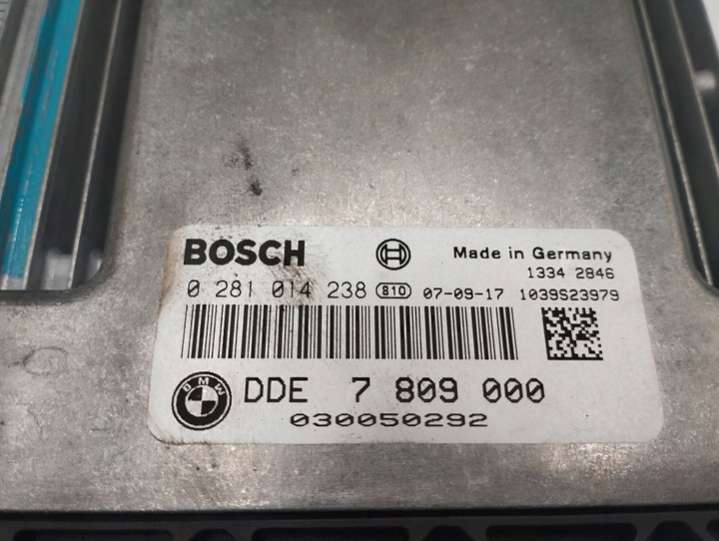 BOSCH Made in Germany
1334 2846
0 281 014 238 810 07-09-17 1039S23979
BMW DDE 7 809 000
030050292